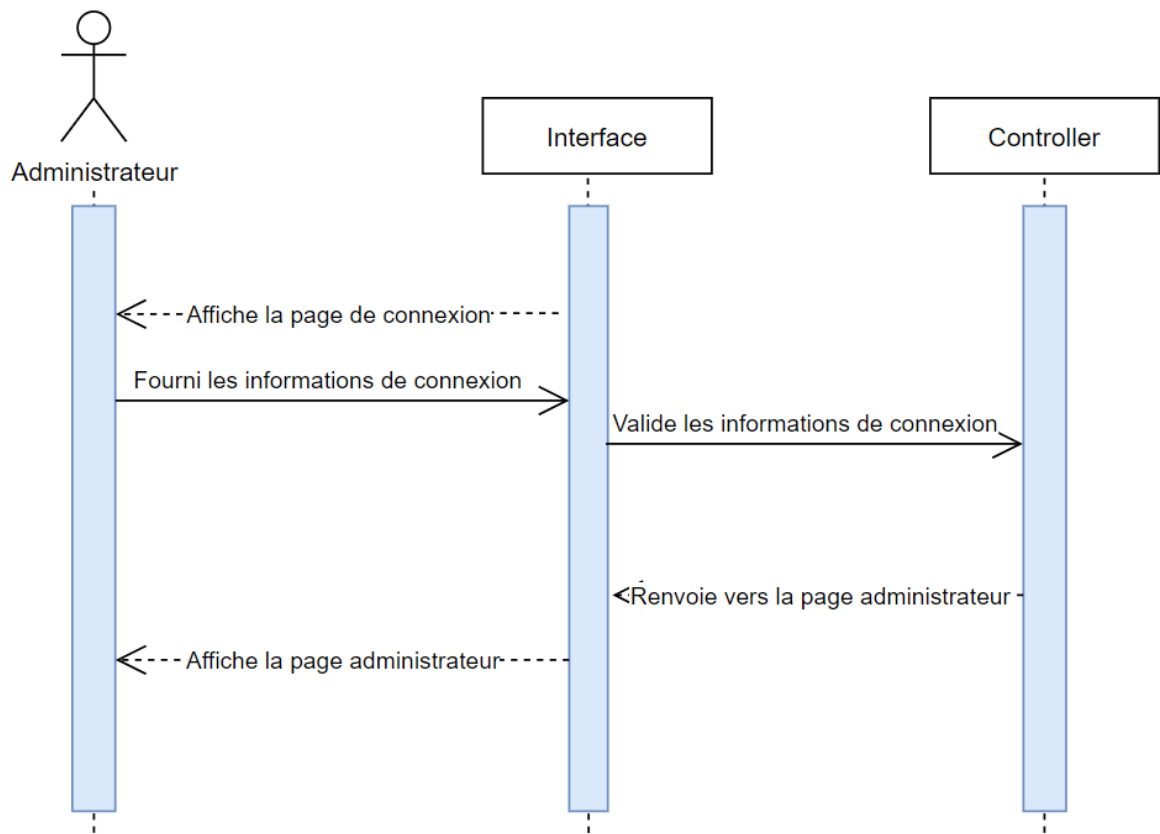 Administrateur
Interface
Controller
Affiche la page de connexion
Fourni les informations de connexion
Valide les informations de connexion
Renvoie vers la page administrateur
Affiche la page administrateur